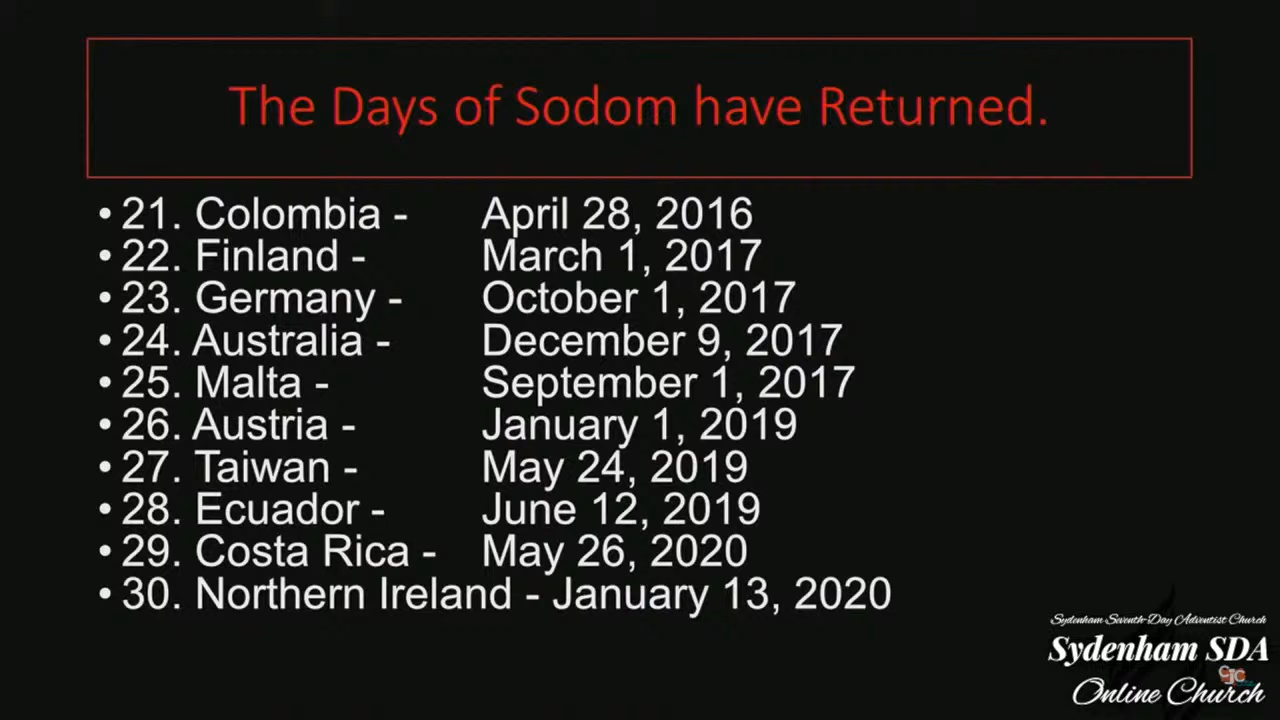 The Days of Sodom have Returned.
• 21. Colombia - April 28, 2016
• 22. Finland - March 1, 2017
• 23. Germany - October 1, 2017
• 24. Australia - December 9, 2017
• 25. Malta - September 1, 2017
• 26. Austria - January 1, 2019
• 27. Taiwan - May 24, 2019
• 28. Ecuador - June 12, 2019
• 29. Costa Rica - May 26, 2020
• 30. Northern Ireland - January 13, 2020
Sydenham Seventh-Day Adventist Church
Sydenham SDA
Online Church